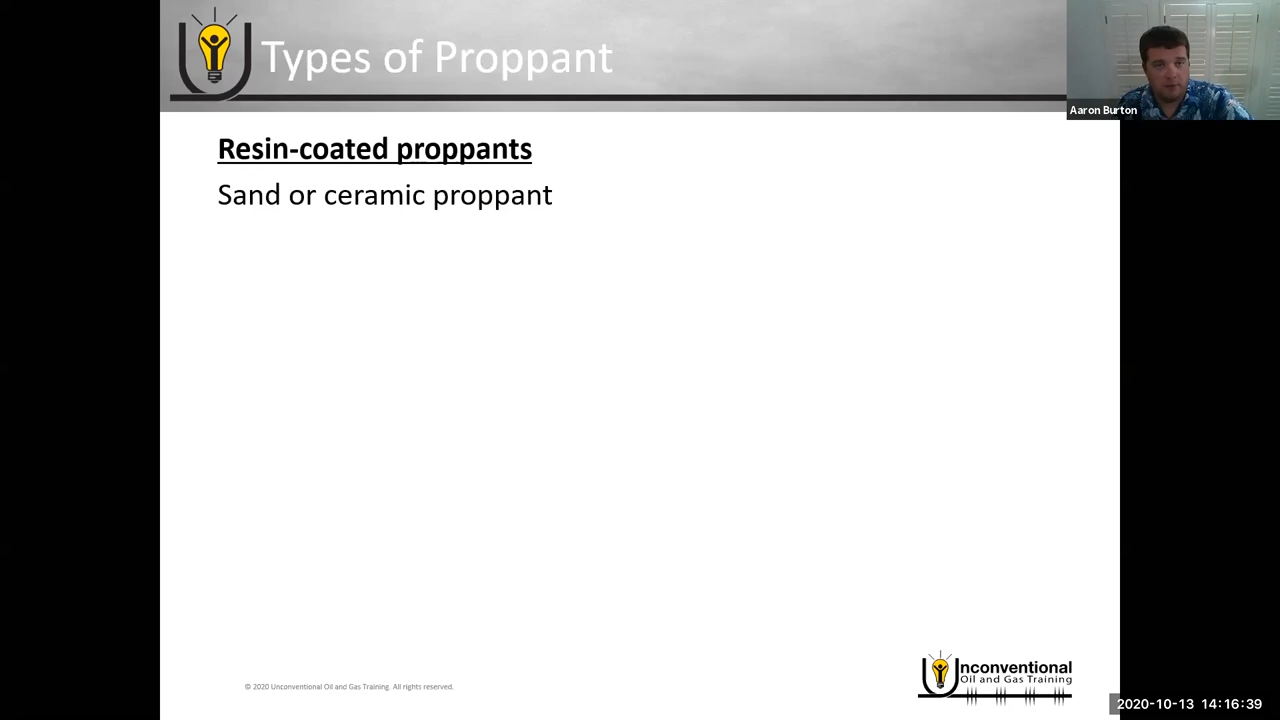 Types of Proppant
Aaron Burton
Resin-coated proppants
Sand or ceramic proppant
© 2020 Unconventional Oil and Gas Training. All rights reserved.
Unconventional
Oil and Gas Training
2020-10-13 14:16:39